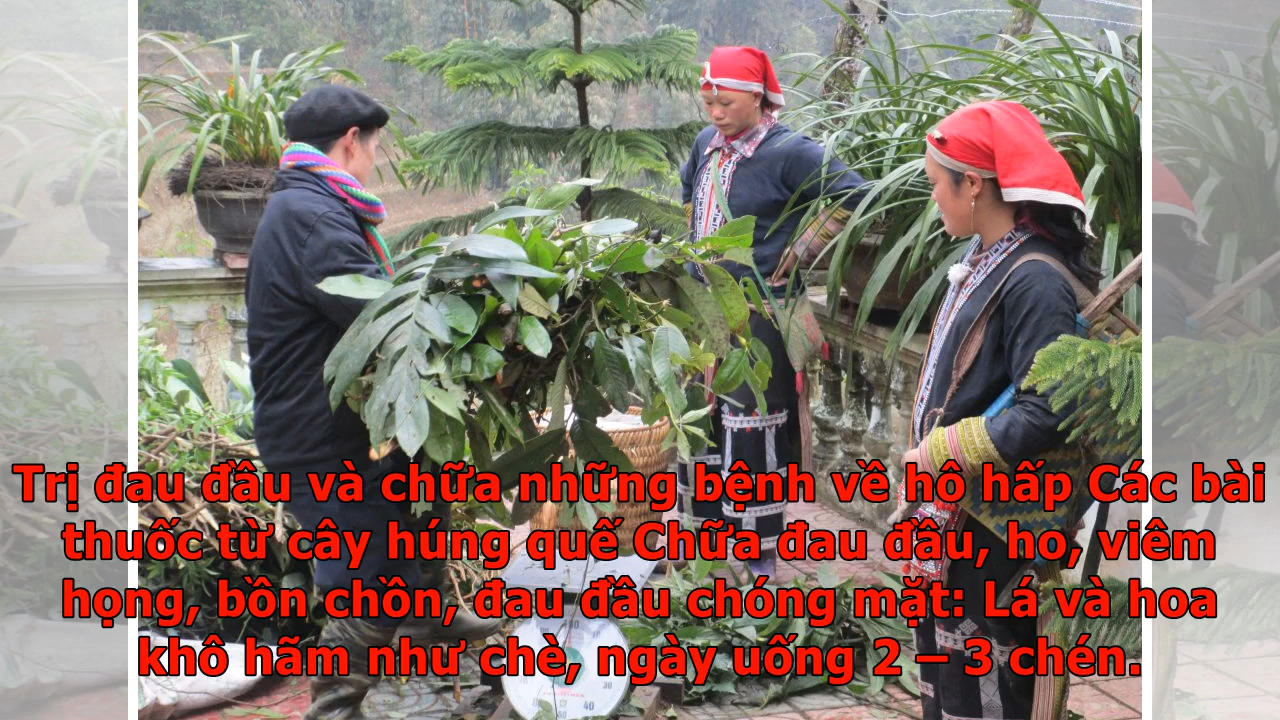 Trị đau đầu và chữa những bệnh về hô hấp Các bài
thuốc từ cây húng quế Chữa đau đầu, ho, viêm
họng, bồn chồn, đau đầu chóng mặt: Lá và hoa
khô hãm như chè, ngày uống 2 – 3 chén.